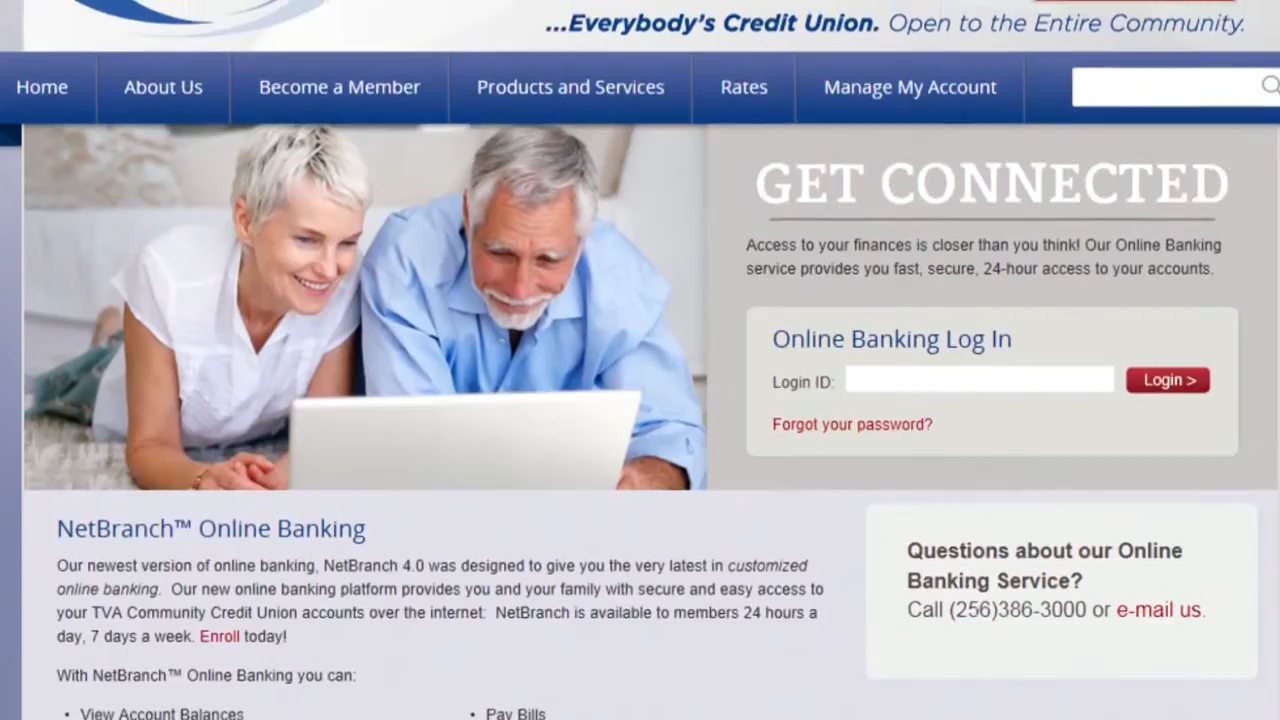 ...Everybody's Credit Union. Open to the Entire Community.
Home About Us Become a Member Products and Services Rates Manage My Account
GET CONNECTED
Access to your finances is closer than you think! Our Online Banking
service provides you fast, secure, 24-hour access to your accounts.
Online Banking Log In
Login ID: Login >
Forgot your password?
NetBranch™ Online Banking
Our newest version of online banking, NetBranch 4.0 was designed to give you the very latest in customized
online banking. Our new online banking platform provides you and your family with secure and easy access to
your TVA Community Credit Union accounts over the internet: NetBranch is available to members 24 hours a
day, 7 days a week. Enroll today!
With NetBranch™ Online Banking you can:
• View Account Balances
• Pay Bills
Questions about our Online
Banking Service?
Call (256)386-3000 or e-mail us.